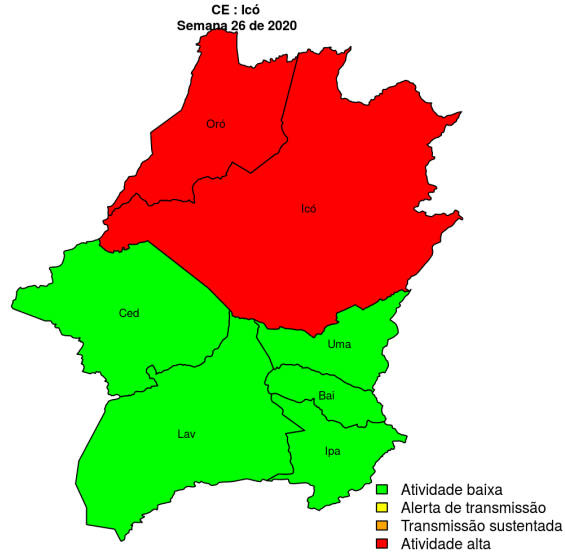 CE : Icó
Semana 26 de 2020
Oró
Icó
Ced
Uma
Bai
Lav
Ipa
Atividade baixa
Alerta de transmissão
Transmissão sustentada
Atividade alta